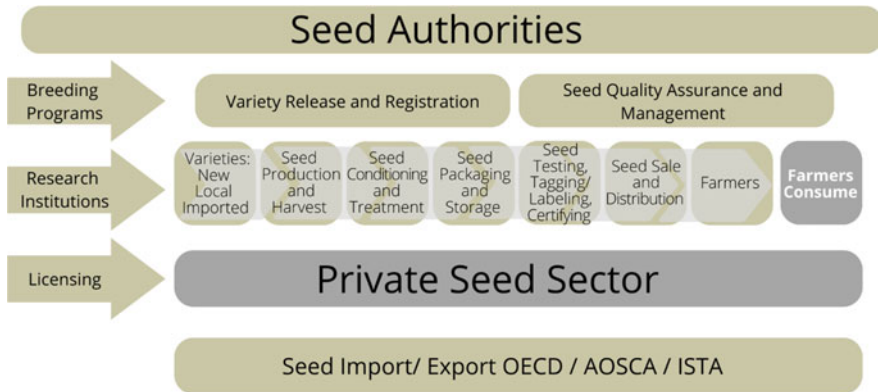 Seed Authorities
Breeding
Programs
Variety Release and Registration
Seed Quality Assurance and
Management
Research
Institutions
Varieties:
New
Local
Imported
Seed
Production
and
Harvest
Seed
Conditioning
and
Treatment
Seed
Packaging
and
Storage
Seed
Testing,
Tagging/
Labeling,
Certifying
Seed Sale
and
Distribution
Farmers
Farmers
Consume
Licensing
Private Seed Sector
Seed Import/ Export OECD / AOSCA / ISTA